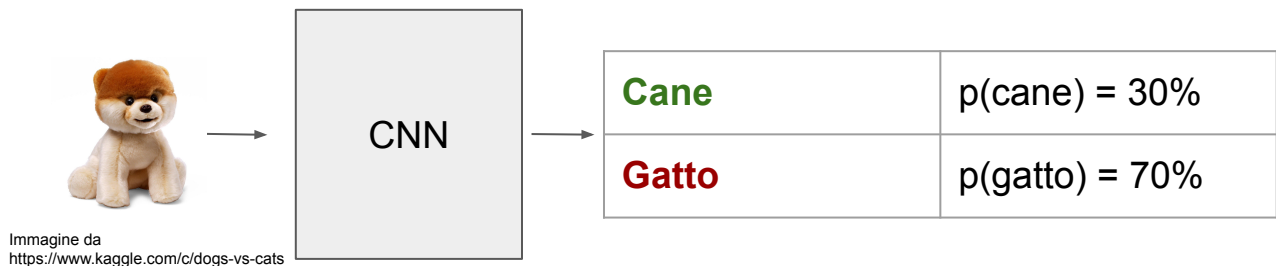 CNN
Cane
p(cane) = 30%
Gatto
p(gatto) = 70%
Immagine da
https://www.kaggle.com/c/dogs-vs-cats